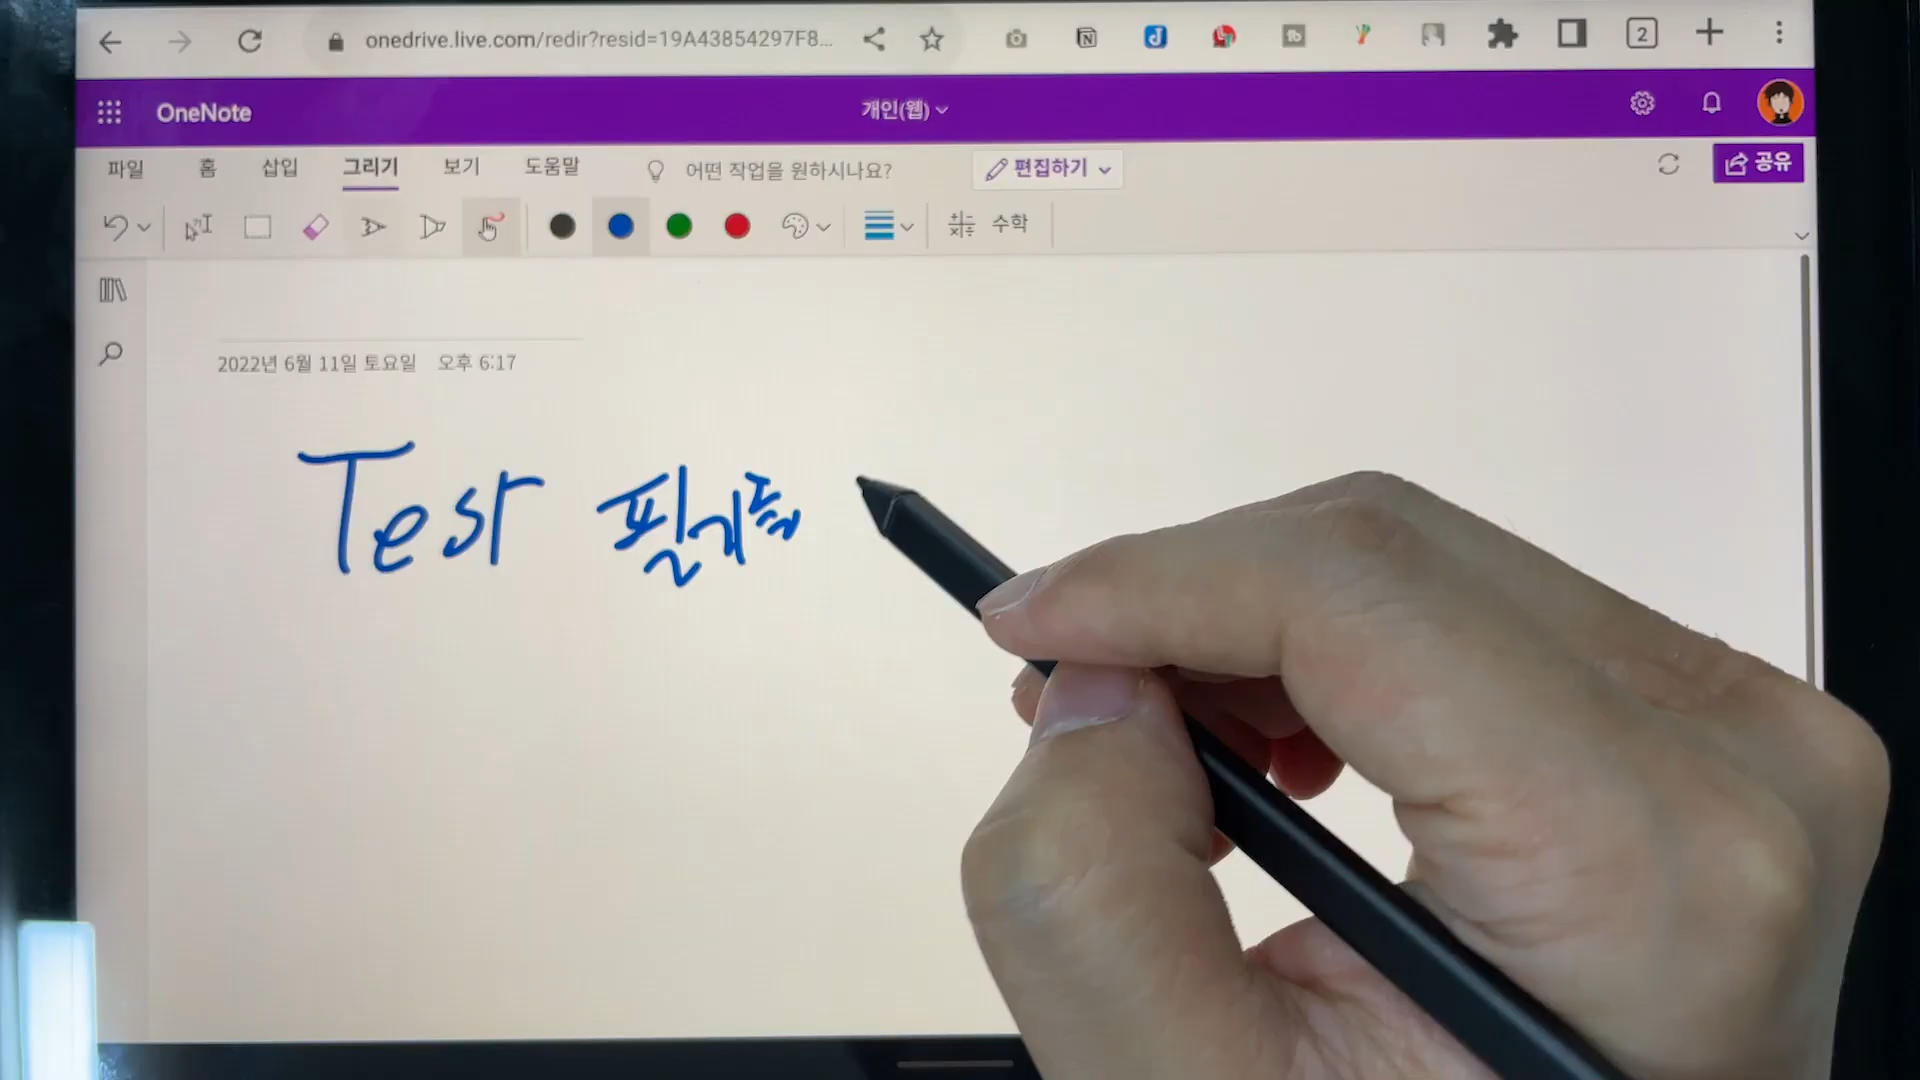 onedrive.live.com/redir?resid=19A43854297F8...
2
OneNote
개인(웹)
파일 홈 삽입 그리기 보기 도움말 어떤 작업을 원하시나요? 편집하기 공유
수학
2022년 6월 11일 토요일 오후 6:17
Test 필기